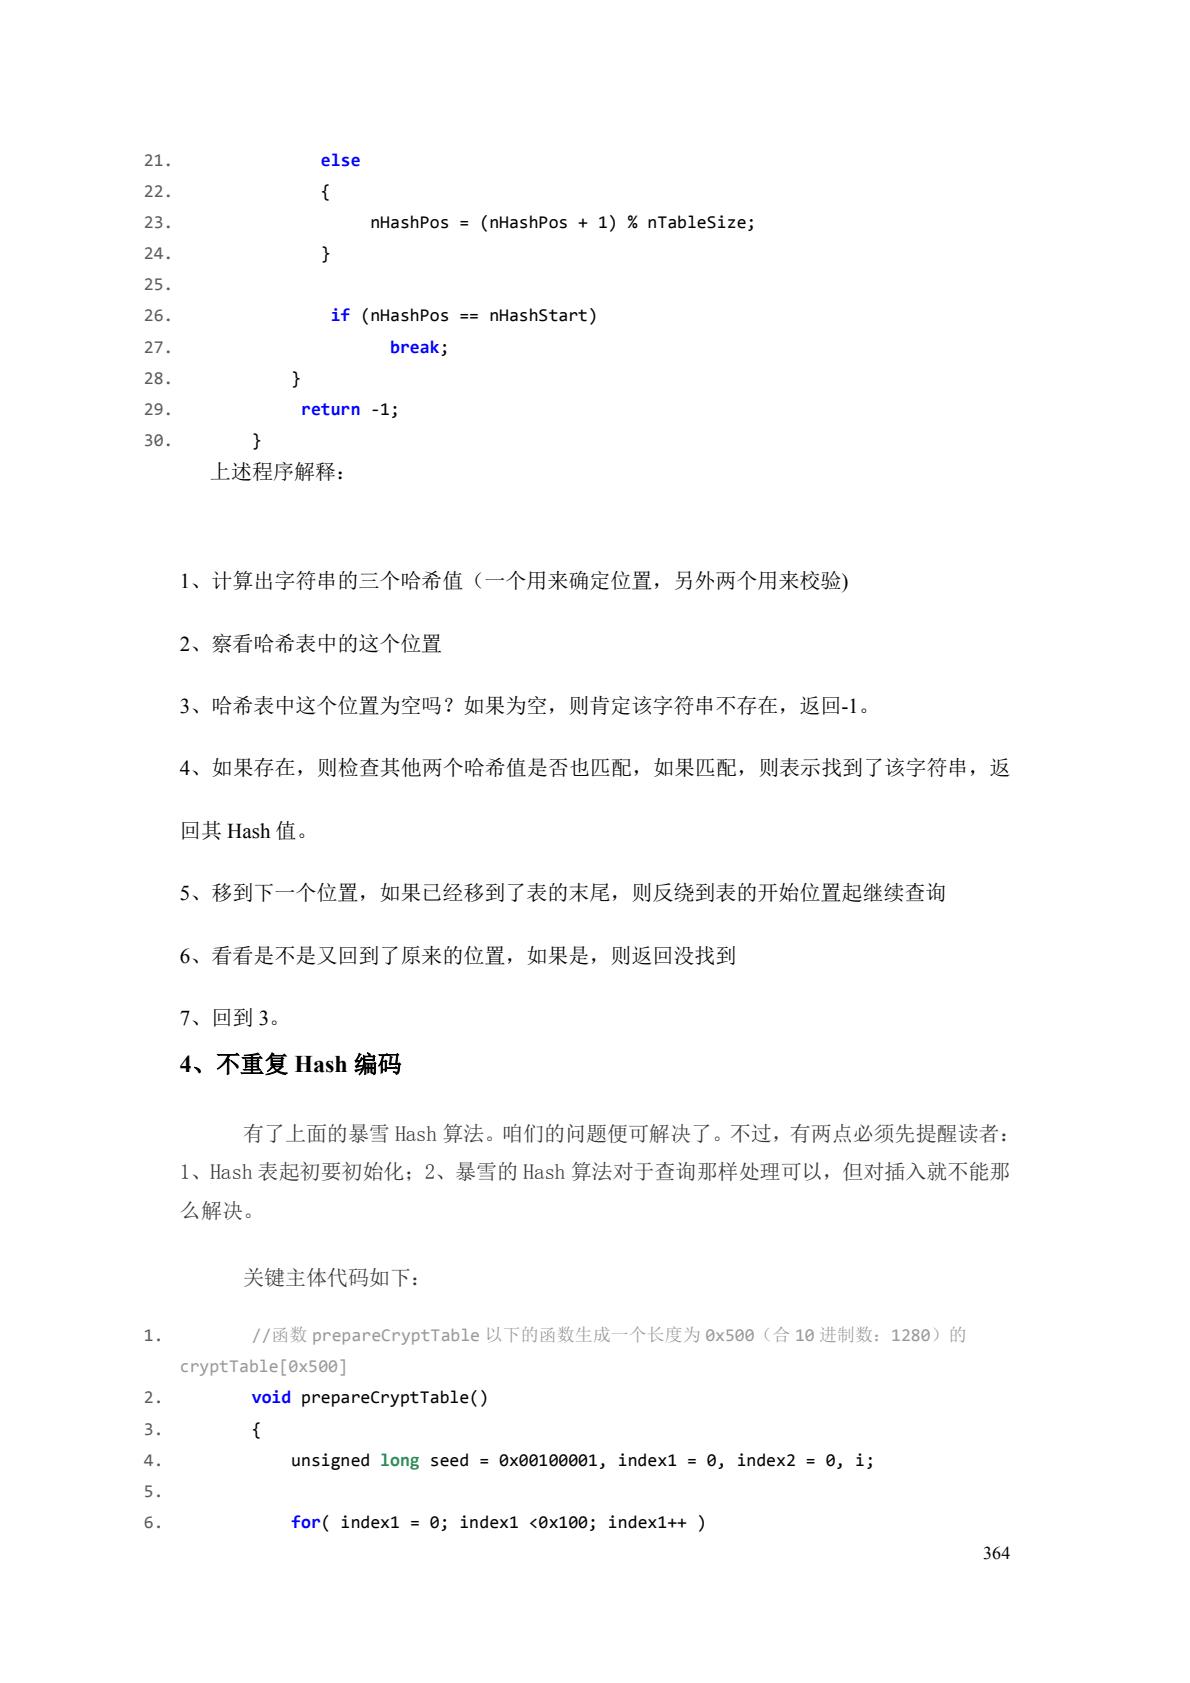 21. else
22. {
23. nHashPos = (nHashPos + 1) % nTableSize;
24. }
25.
26. if (nHashPos == nHashStart)
27. break;
28. }
29. return -1;
30. }
上述程序解释：
1、计算出字符串的三个哈希值（一个用来确定位置，另外两个用来校验)
2、察看哈希表中的这个位置
3、哈希表中这个位置为空吗？如果为空，则肯定该字符串不存在，返回-1。
4、如果存在，则检查其他两个哈希值是否也匹配，如果匹配，则表示找到了该字符串，返
回其 Hash 值。
5、移到下一个位置，如果已经移到了表的末尾，则反绕到表的开始位置起继续查询
6、看看是不是又回到了原来的位置，如果是，则返回没找到
7、回到 3。
4、不重复 Hash 编码
有了上面的暴雪 Hash 算法。咱们的问题便可解决了。不过，有两点必须先提醒读者：
1、Hash 表起初要初始化；2、暴雪的 Hash 算法对于查询那样处理可以，但对插入就不能那
么解决。
关键主体代码如下：
1. //函数 prepareCryptTable 以下的函数生成一个长度为 0x500（合 10 进制数：1280）的
cryptTable[0x500]
2. void prepareCryptTable()
3. {
4. unsigned long seed = 0x00100001, index1 = 0, index2 = 0, i;
5.
6. for( index1 = 0; index1 <0x100; index1++ )
364